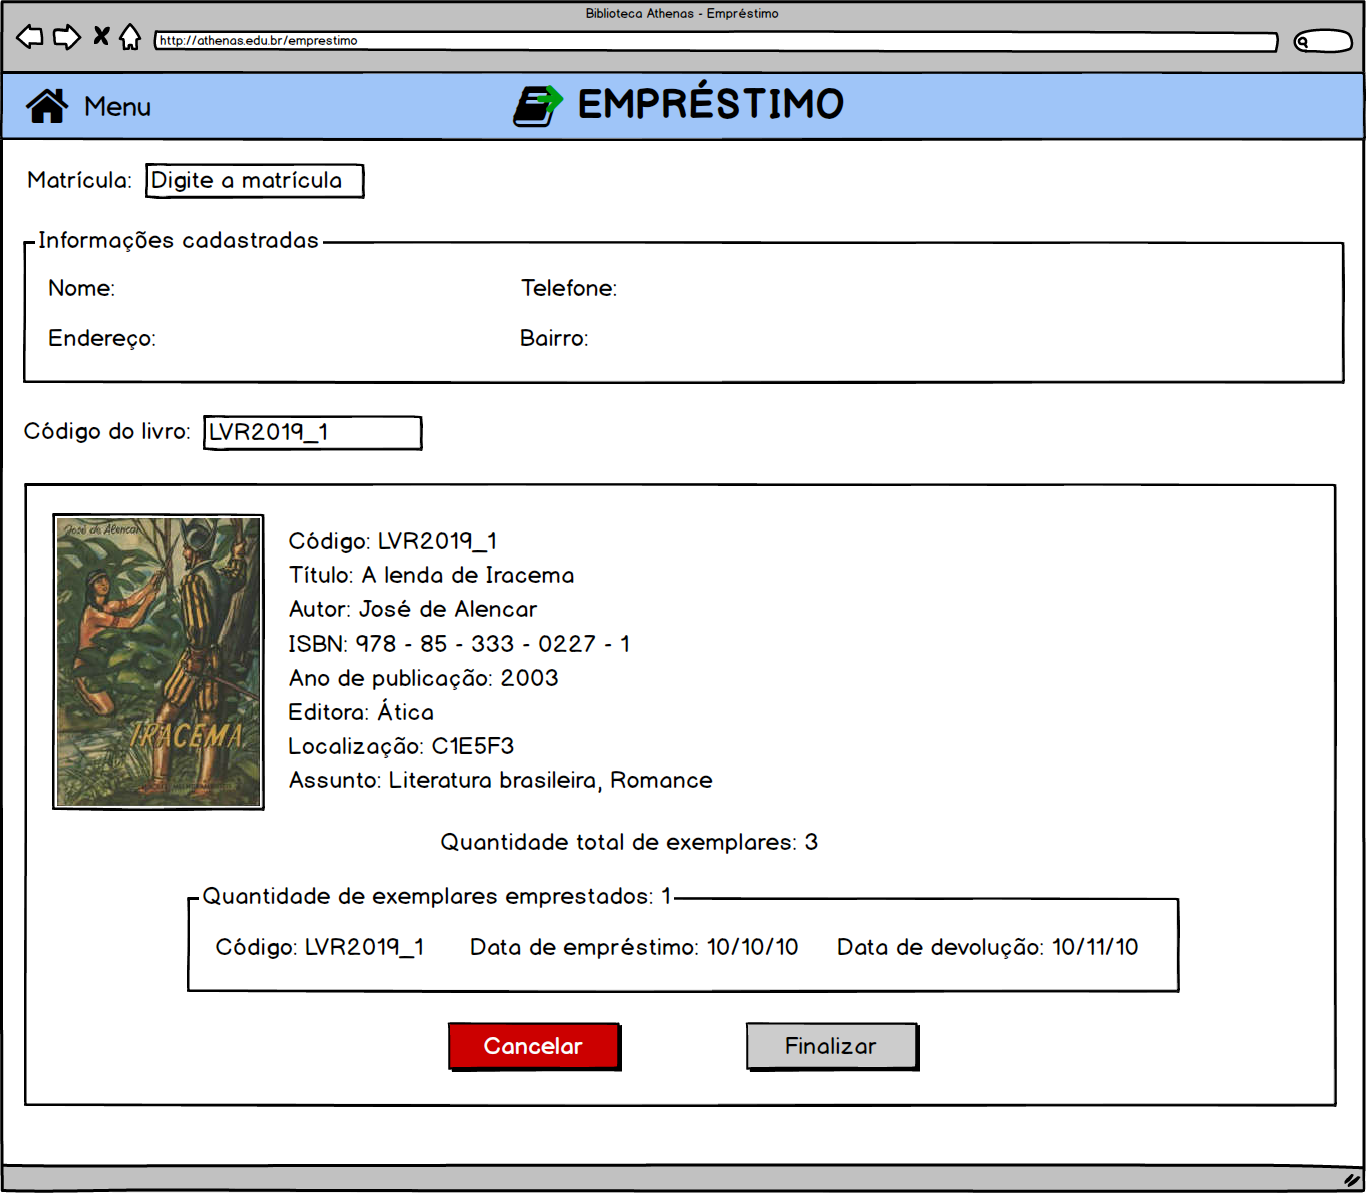 Biblioteca Athenas - Empréstimo
http://athenas.edu.br/emprestimo
Menu
EMPRÉSTIMO
Matrícula: Digite a matrícula
Informações cadastradas
Nome: Telefone:
Endereço: Bairro:
Código do livro: LVR2019_1
José de Alencar
IRACEMA
Código: LVR2019_1
Título: A lenda de Iracema
Autor: José de Alencar
ISBN: 978 - 85 - 333 - 0227 - 1
Ano de publicação: 2003
Editora: Ática
Localização: C1E5F3
Assunto: Literatura brasileira, Romance
Quantidade total de exemplares: 3
Quantidade de exemplares emprestados: 1
Código: LVR2019_1 Data de empréstimo: 10/10/10 Data de devolução: 10/11/10
Cancelar Finalizar